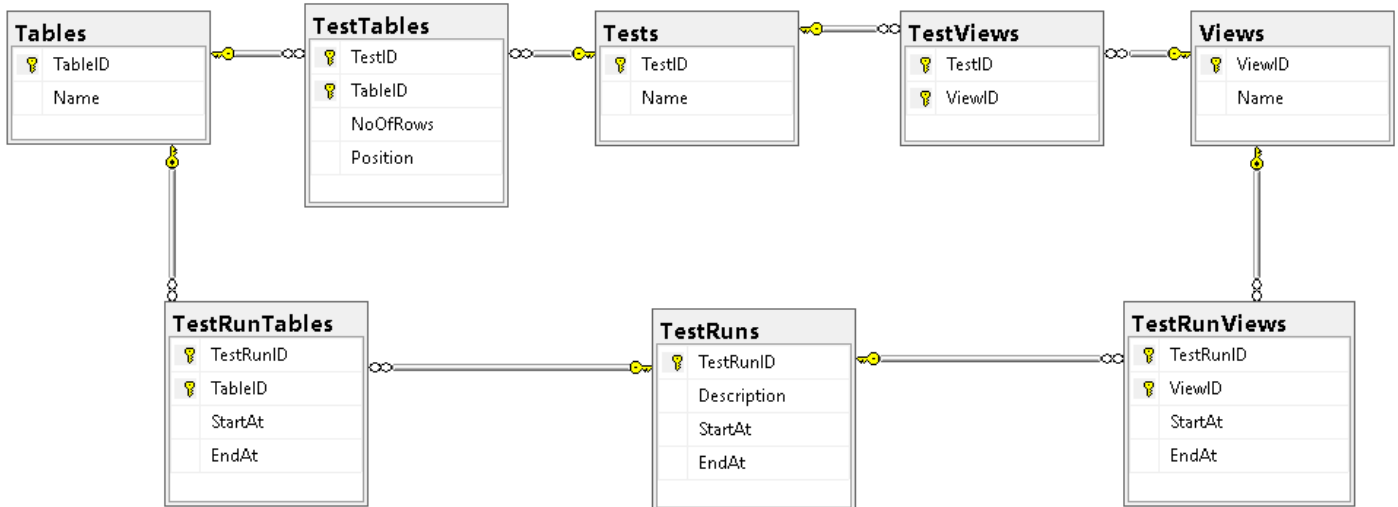 Tables
TableID
Name
TestTables
TestID
TableID
NoOfRows
Position
Tests
TestID
Name
TestViews
TestID
ViewID
Views
ViewID
Name
TestRunTables
TestRunID
TableID
StartAt
EndAt
TestRuns
TestRunID
Description
StartAt
EndAt
TestRunViews
TestRunID
ViewID
StartAt
EndAt